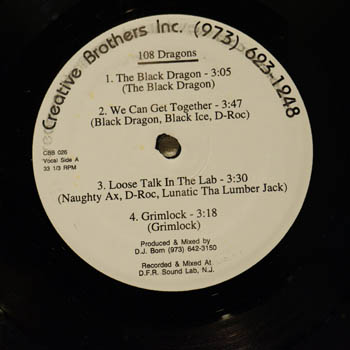 Creative Brothers Inc. (973) 623-1248
108 Dragons
1. The Black Dragon - 3:05
(The Black Dragon)
2. We Can Get Together - 3:47
(Black Dragon, Black Ice, D-Roc)
CBB 026
Vocal Side A
33 1/3 RPM
3. Loose Talk In The Lab - 3:30
(Naughty Ax, D-Roc, Lunatic Tha Lumber Jack)
4. Grimlock - 3:18
(Grimlock)
Produced & Mixed by
D.J. Born (973) 642-3150
Recorded & Mixed At
D.F.R. Sound Lab, N.J.